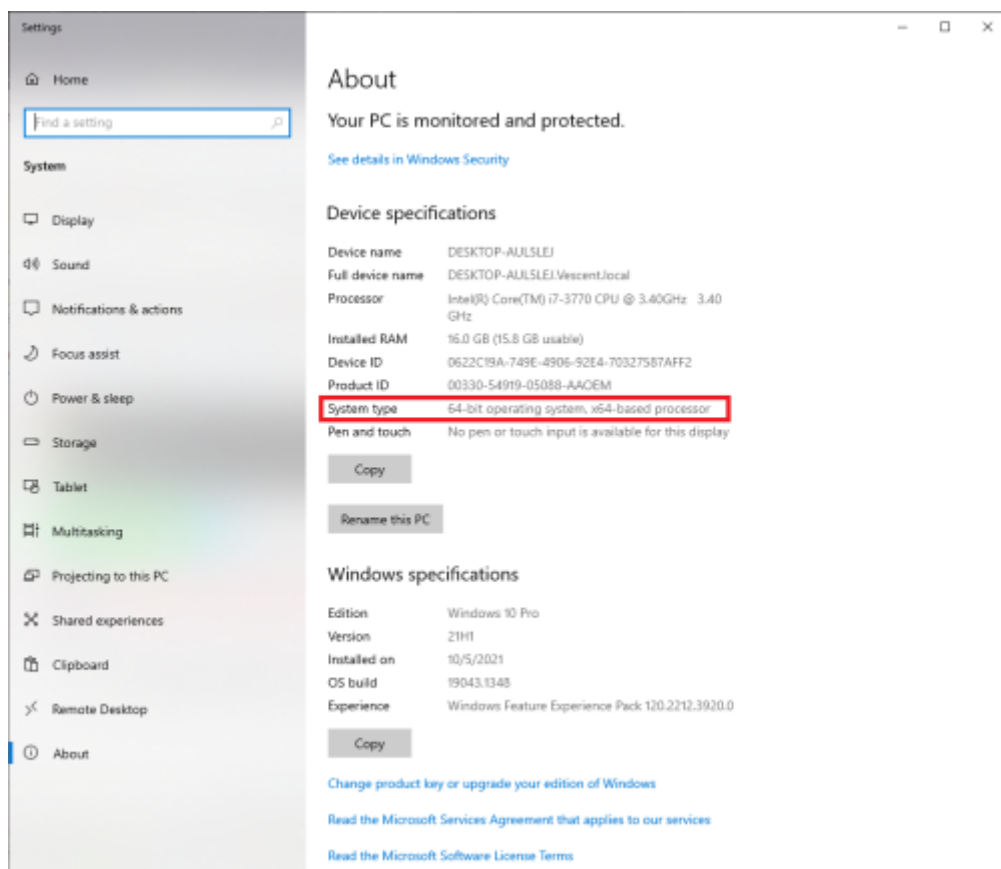 Settings
Home
Find a setting
System
Display
Sound
Notifications & actions
Focus assist
Power & sleep
Storage
Tablet
Multitasking
Projecting to this PC
Shared experiences
Clipboard
Remote Desktop
About
About
Your PC is monitored and protected.
See details in Windows Security
Device specifications
Device name DESKTOP-AUL5LEJ
Full device name DESKTOP-AUL5LEJ.Vescent.local
Processor Intel(R) Core(TM) i7-3770 CPU @ 3.40GHz 3.40
GHz
Installed RAM 16.0 GB (15.8 GB usable)
Device ID 0622C19A-749E-4906-92E4-70327587AFF2
Product ID 00330-54919-05088-AAOEM
System type 64-bit operating system, x64-based processor
Pen and touch No pen or touch input is available for this display
Copy
Rename this PC
Windows specifications
Edition Windows 10 Pro
Version 21H1
Installed on 10/5/2021
OS build 19043.1348
Experience Windows Feature Experience Pack 120.2212.3920.0
Copy
Change product key or upgrade your edition of Windows
Read the Microsoft Services Agreement that applies to our services
Read the Microsoft Software License Terms